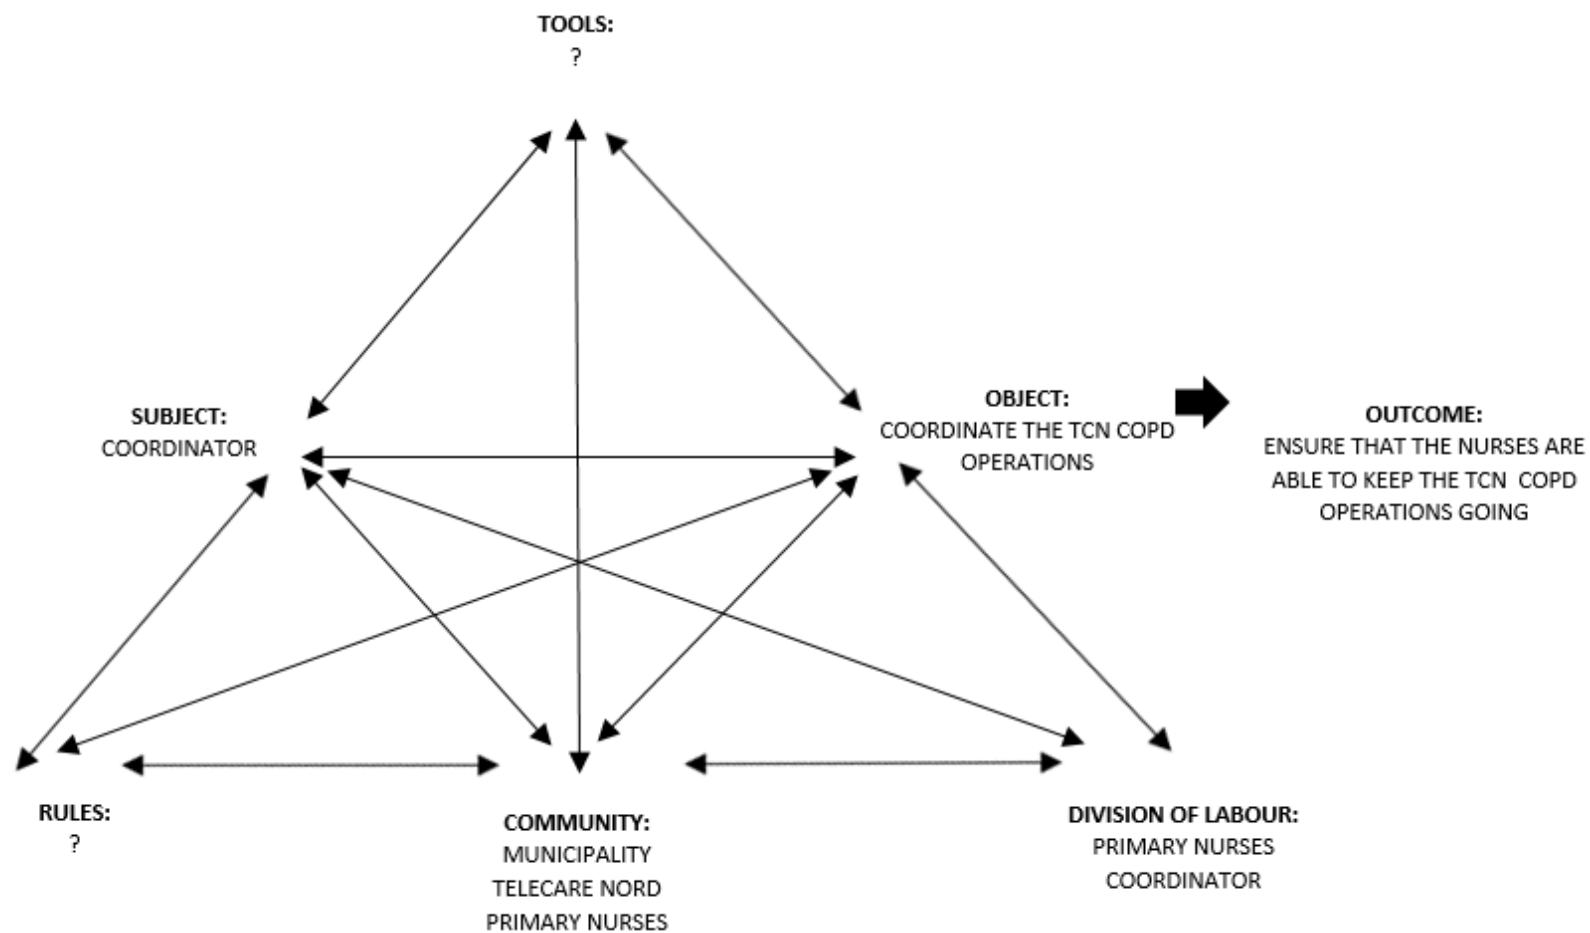 TOOLS:
?
SUBJECT:
COORDINATOR
OBJECT:
COORDINATE THE TCN COPD
OPERATIONS
OUTCOME:
ENSURE THAT THE NURSES ARE
ABLE TO KEEP THE TCN COPD
OPERATIONS GOING
RULES:
?
COMMUNITY:
MUNICIPALITY
TELECARE NORD
PRIMARY NURSES
DIVISION OF LABOUR:
PRIMARY NURSES
COORDINATOR